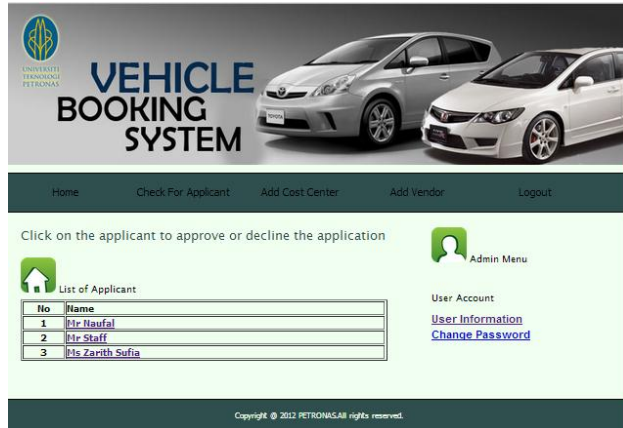 UNIVERSITI
TEKNOLOGI
PETRONAS
VEHICLE
BOOKING
SYSTEM
Home Check For Applicant Add Cost Center Add Vendor Logout
Click on the applicant to approve or decline the application
Admin Menu
List of Applicant
No Name
1 Mr Naufal
2 Mr Staff
3 Ms Zarith Sufia
User Account
User Information
Change Password
Copyright @ 2012 PETRONAS.All rights reserved.